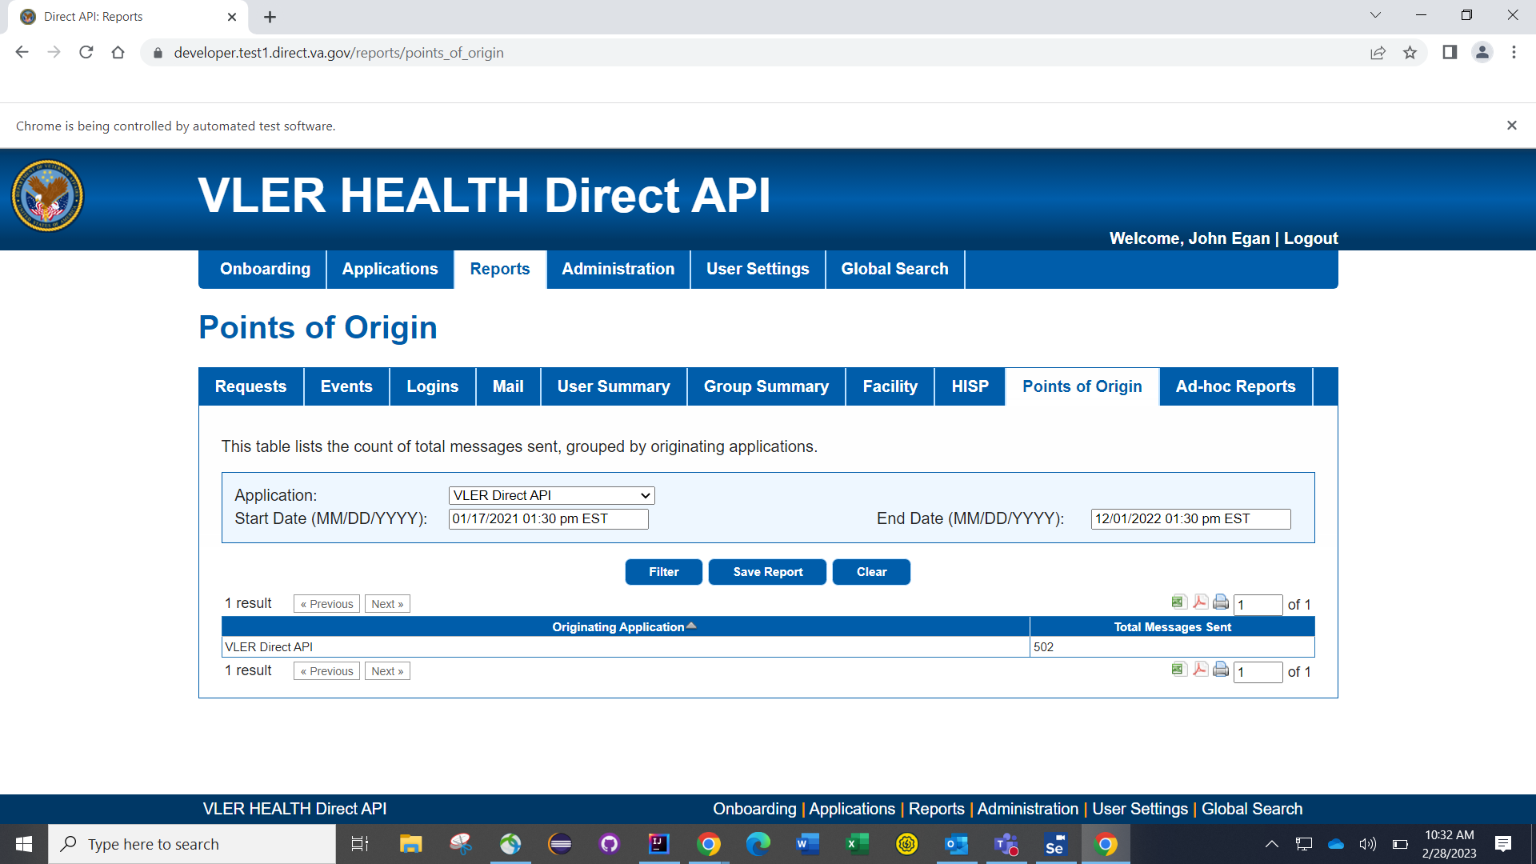 Direct API: Reports
developer.test1.direct.va.gov/reports/points_of_origin
Chrome is being controlled by automated test software.
VLER HEALTH Direct API
Welcome, John Egan | Logout
Onboarding Applications Reports Administration User Settings Global Search
Points of Origin
Requests Events Logins Mail User Summary Group Summary Facility HISP Points of Origin Ad-hoc Reports
This table lists the count of total messages sent, grouped by originating applications.
Application: VLER Direct API
Start Date (MM/DD/YYYY): 01/17/2021 01:30 pm EST End Date (MM/DD/YYYY): 12/01/2022 01:30 pm EST
Filter Save Report Clear
1 result « Previous Next » 1 of 1
Originating Application Total Messages Sent
VLER Direct API 502
1 result « Previous Next » 1 of 1
VLER HEALTH Direct API Onboarding | Applications | Reports | Administration | User Settings | Global Search
Type here to search
10:32 AM
2/28/2023